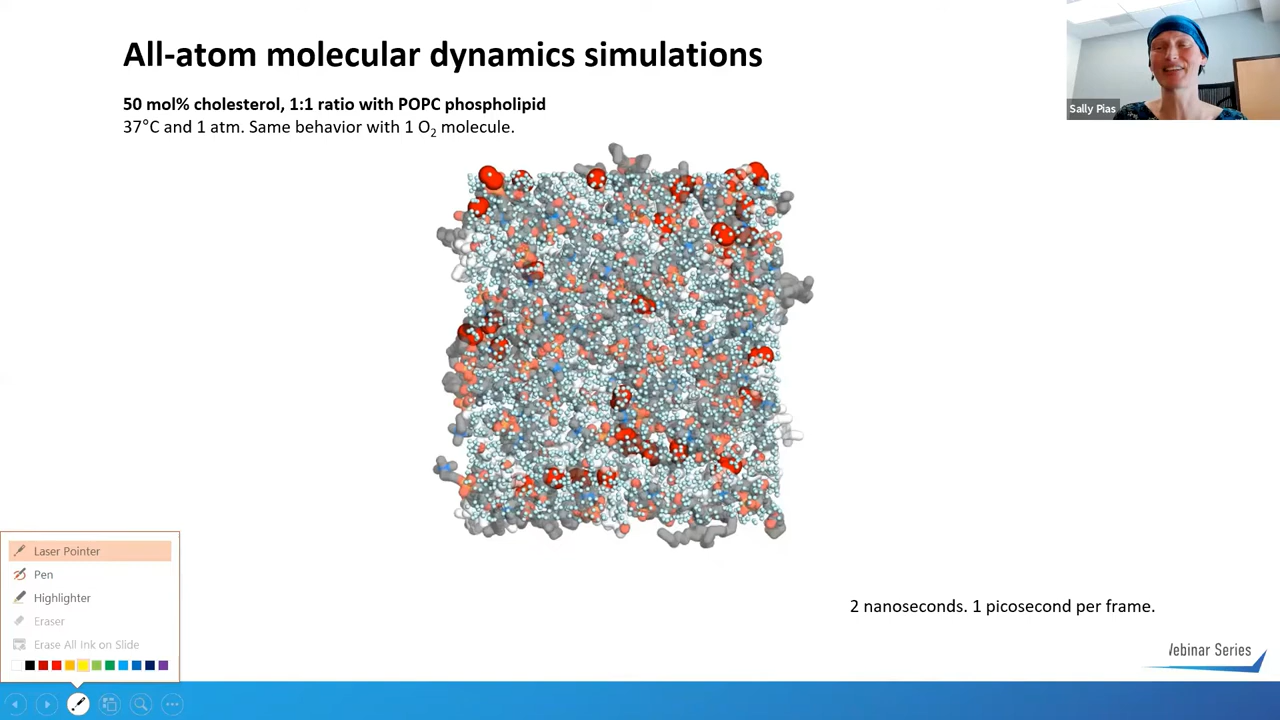 All-atom molecular dynamics simulations
50 mol% cholesterol, 1:1 ratio with POPC phospholipid
37°C and 1 atm. Same behavior with 1 O₂ molecule.
Sally Pias
Laser Pointer
Pen
Highlighter
Eraser
Erase All Ink on Slide
2 nanoseconds. 1 picosecond per frame.
Webinar Series